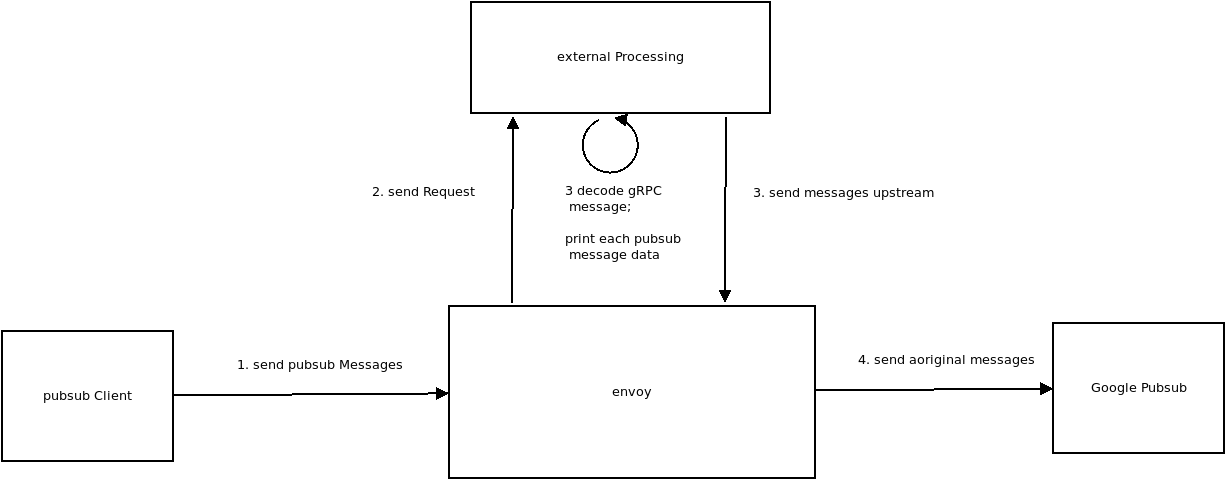 external Processing
2. send Request
3 decode gRPC
message;
print each pubsub
message data
3. send messages upstream
1. send pubsub Messages
4. send aoriginal messages
pubsub Client
envoy
Google Pubsub